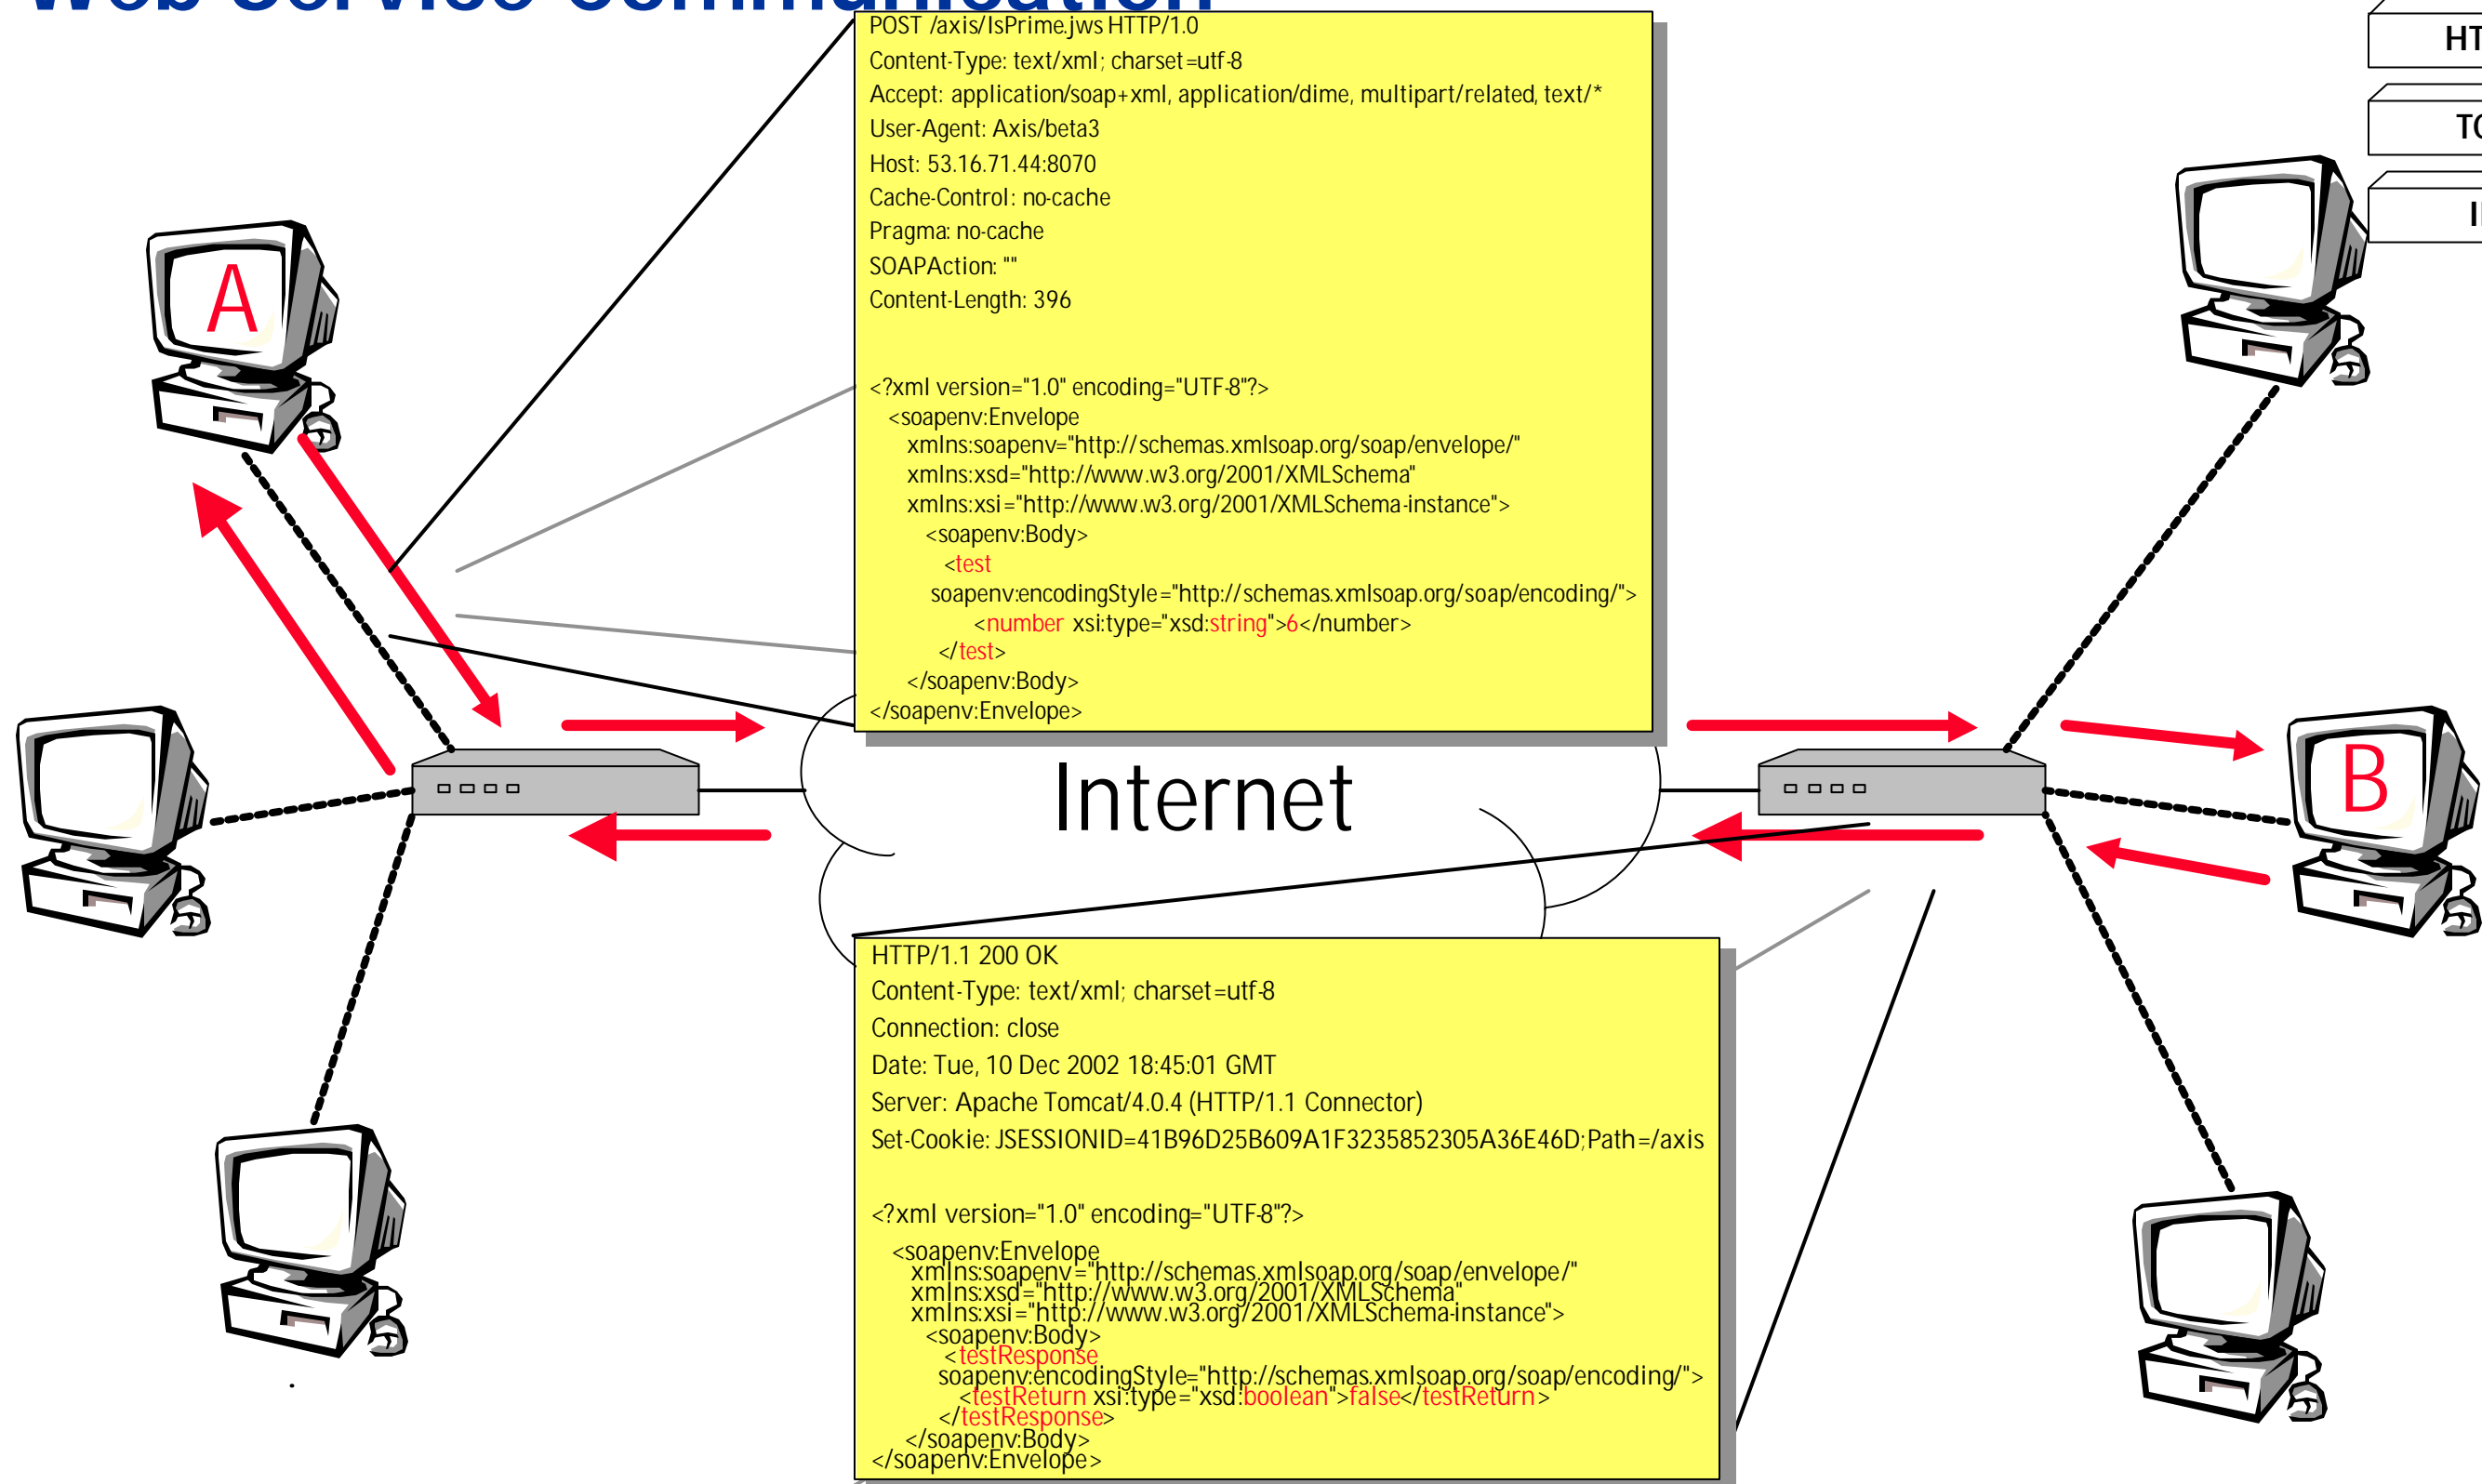 Web Service Communication
POST /axis/IsPrime.jws HTTP/1.0
Content-Type: text/xml; charset=utf-8
Accept: application/soap+xml, application/dime, multipart/related, text/*
User-Agent: Axis/beta3
Host: 53.16.71.44:8070
Cache-Control: no-cache
Pragma: no-cache
SOAPAction: ""
Content-Length: 396
<?xml version="1.0" encoding="UTF-8"?>
<soapenv:Envelope
xmlns:soapenv="http://schemas.xmlsoap.org/soap/envelope/"
xmlns:xsd="http://www.w3.org/2001/XMLSchema"
xmlns:xsi="http://www.w3.org/2001/XMLSchema-instance">
<soapenv:Body>
<test
soapenv:encodingStyle="http://schemas.xmlsoap.org/soap/encoding/">
<number xsi:type="xsd:string">6</number>
</test>
</soapenv:Body>
</soapenv:Envelope>
A
Internet
B
HTTP/1.1 200 OK
Content-Type: text/xml; charset=utf-8
Connection: close
Date: Tue, 10 Dec 2002 18:45:01 GMT
Server: Apache Tomcat/4.0.4 (HTTP/1.1 Connector)
Set-Cookie: JSESSIONID=41B96D25B609A1F3235852305A36E46D;Path=/axis
<?xml version="1.0" encoding="UTF-8"?>
<soapenv:Envelope
xmlns:soapenv="http://schemas.xmlsoap.org/soap/envelope/"
xmlns:xsd="http://www.w3.org/2001/XMLSchema"
xmlns:xsi="http://www.w3.org/2001/XMLSchema-instance">
<soapenv:Body>
<testResponse
soapenv:encodingStyle="http://schemas.xmlsoap.org/soap/encoding/">
<testReturn xsi:type="xsd:boolean">false</testReturn>
</testResponse>
</soapenv:Body>
</soapenv:Envelope>